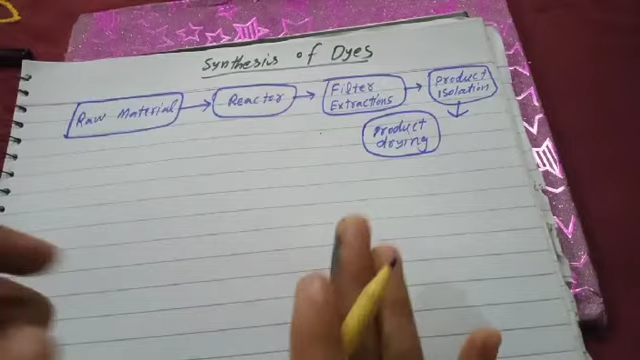 Synthesis of Dyes
Raw Material
Reactor
Filter
Extractions
Product
Isolation
Product
drying